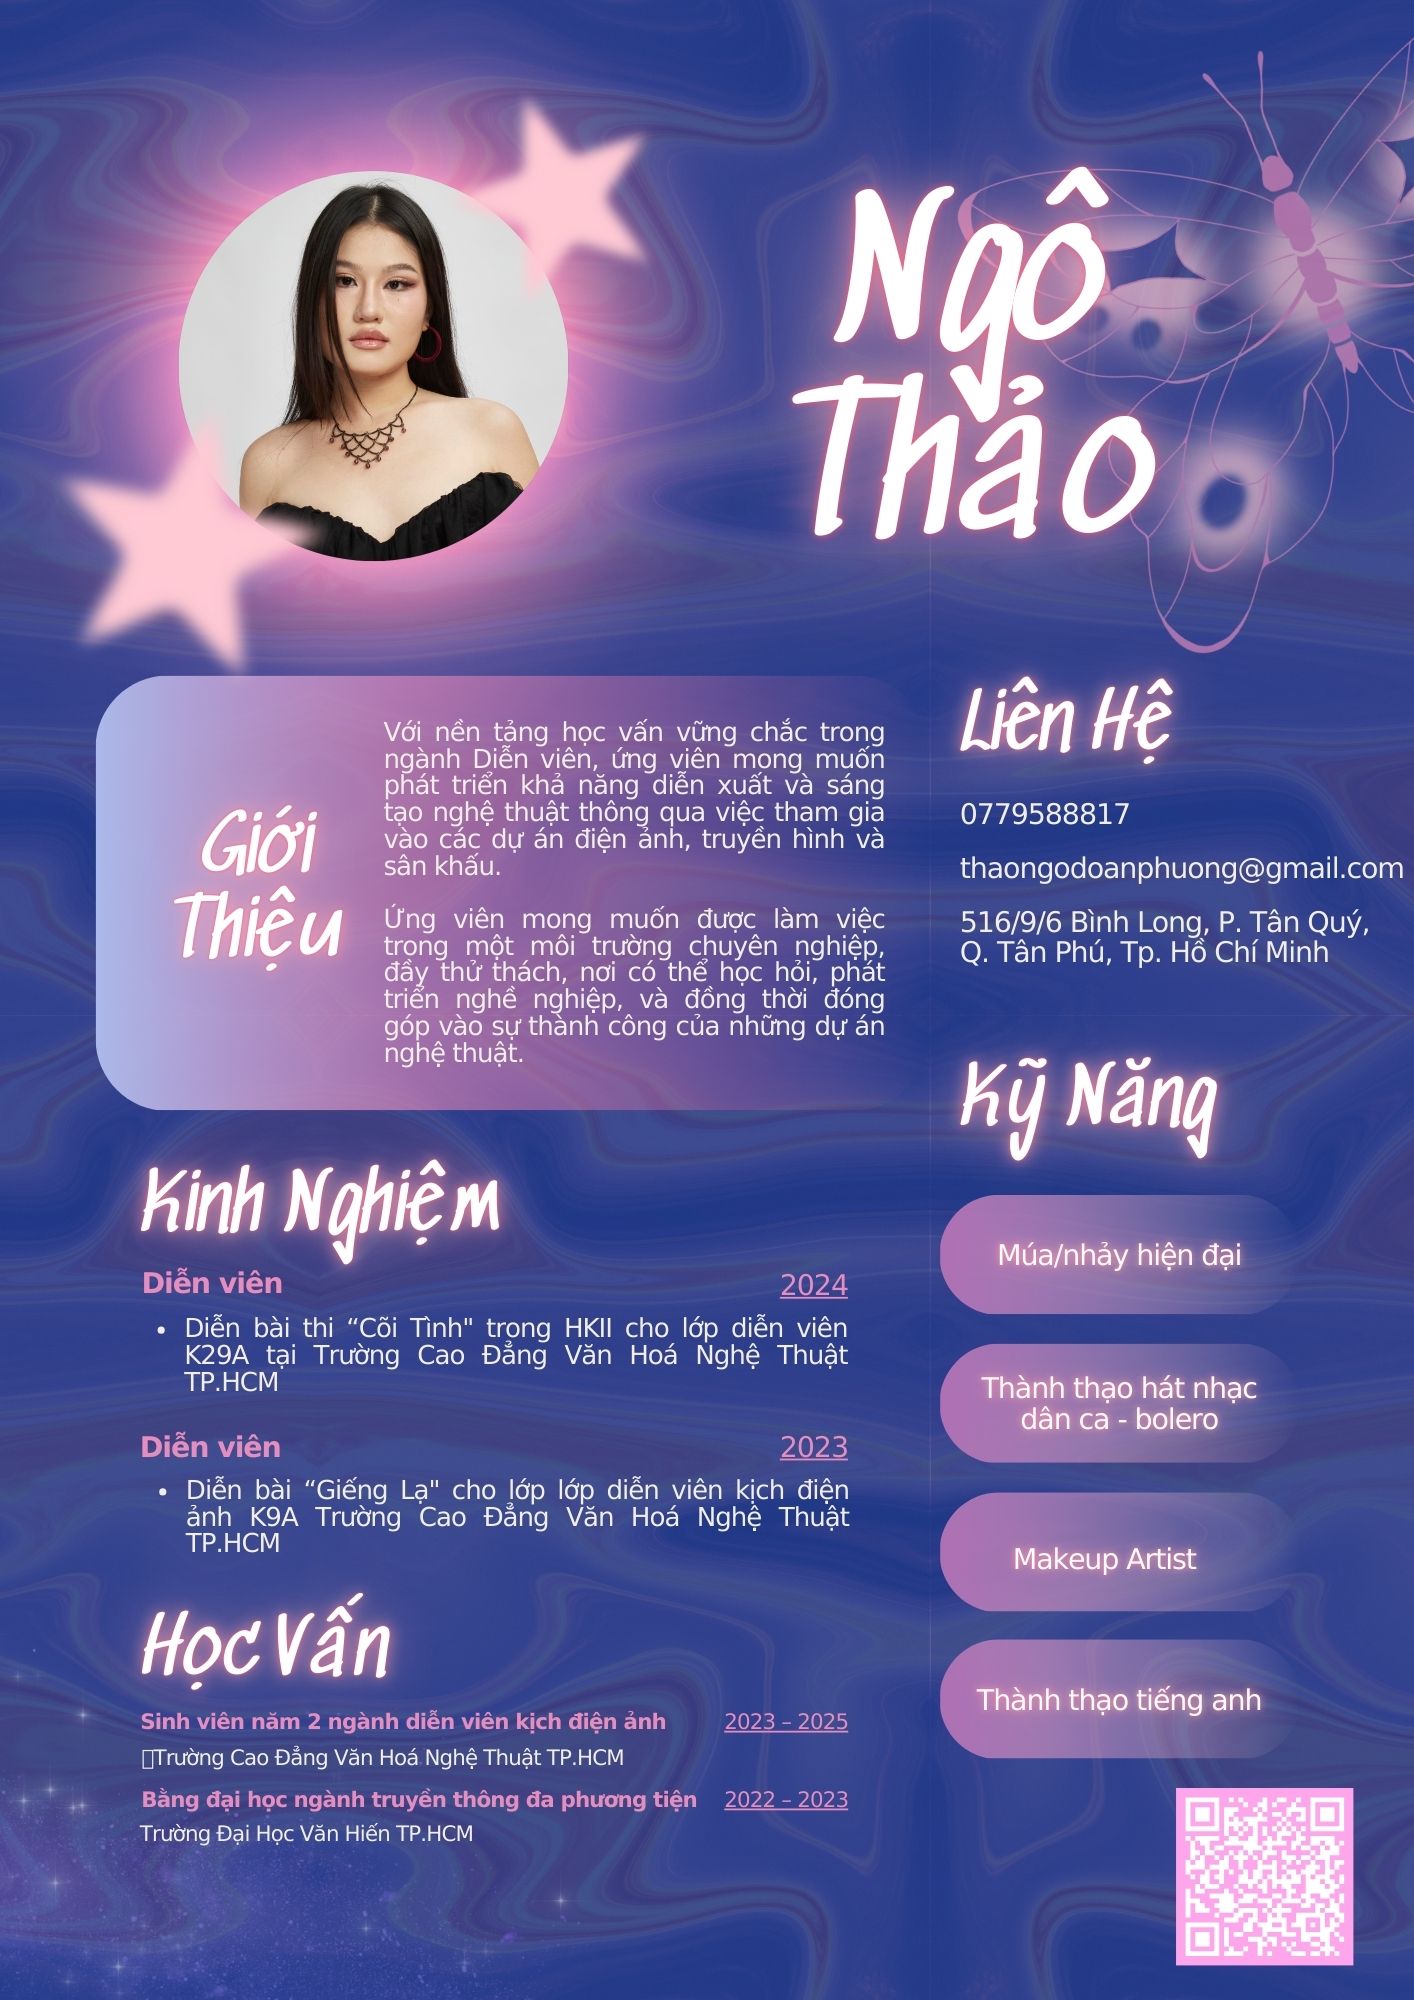 Ngô
Thảo
Giới
Thiệu
Với nền tảng học vấn vững chắc trong
ngành Diễn viên, ứng viên mong muốn
phát triển khả năng diễn xuất và sáng
tạo nghệ thuật thông qua việc tham gia
vào các dự án điện ảnh, truyền hình và
sân khấu.
Ứng viên mong muốn được làm việc
trong một môi trường chuyên nghiệp,
đầy thử thách, nơi có thể học hỏi, phát
triển nghề nghiệp, và đồng thời đóng
góp vào sự thành công của những dự án
nghệ thuật.
Liên Hệ
0779588817
thaongodoanphuong@gmail.com
516/9/6 Bình Long, P. Tân Quý,
Q. Tân Phú, Tp. Hồ Chí Minh
Kỹ Năng
Múa/nhảy hiện đại
Thành thạo hát nhạc
dân ca - bolero
Makeup Artist
Thành thạo tiếng anh
Kinh Nghiệm
Diễn viên 2024
• Diễn bài thi “Cõi Tình" trong HKII cho lớp diễn viên
K29A tại Trường Cao Đẳng Văn Hoá Nghệ Thuật
TP.HCM
Diễn viên 2023
• Diễn bài “Giếng Lạ" cho lớp lớp diễn viên kịch điện
ảnh K9A Trường Cao Đẳng Văn Hoá Nghệ Thuật
TP.HCM
Học Vấn
Sinh viên năm 2 ngành diễn viên kịch điện ảnh 2023 – 2025
Trường Cao Đẳng Văn Hoá Nghệ Thuật TP.HCM
Bằng đại học ngành truyền thông đa phương tiện 2022 – 2023
Trường Đại Học Văn Hiến TP.HCM